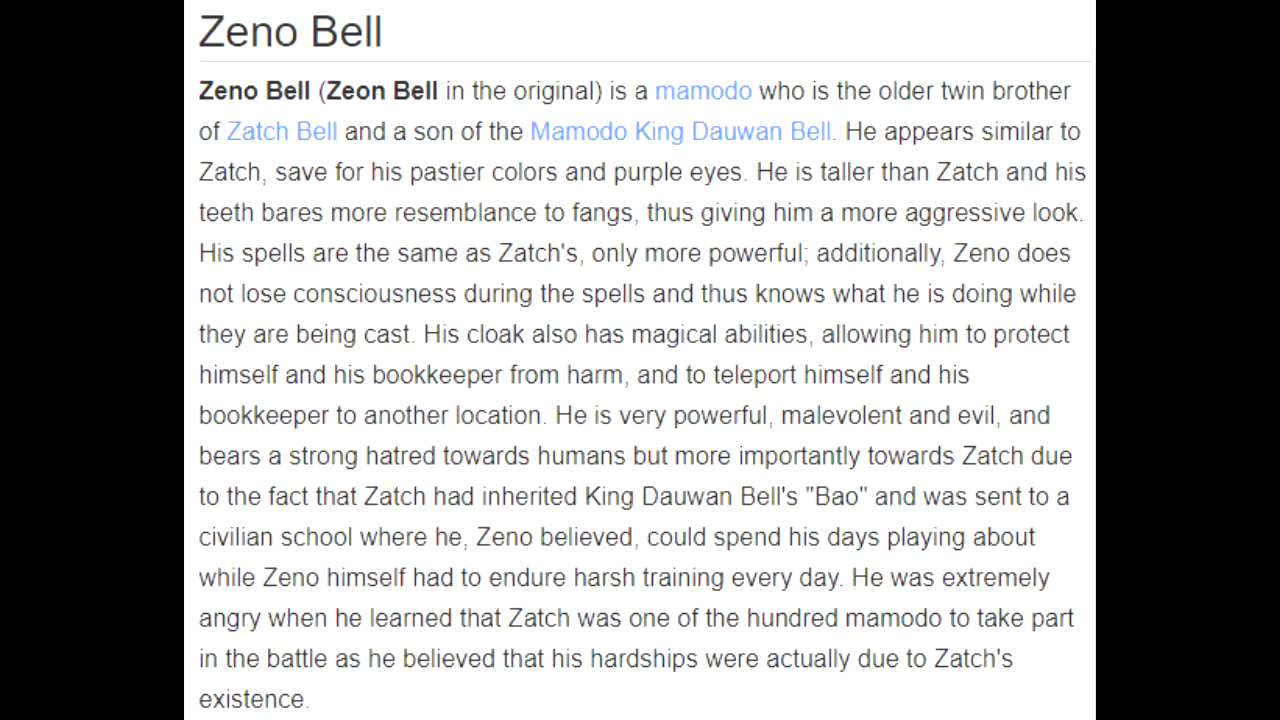 Zeno Bell
Zeno Bell (Zeon Bell in the original) is a mamodo who is the older twin brother
of Zatch Bell and a son of the Mamodo King Dauwan Bell. He appears similar to
Zatch, save for his pastier colors and purple eyes. He is taller than Zatch and his
teeth bares more resemblance to fangs, thus giving him a more aggressive look.
His spells are the same as Zatch's, only more powerful; additionally, Zeno does
not lose consciousness during the spells and thus knows what he is doing while
they are being cast. His cloak also has magical abilities, allowing him to protect
himself and his bookkeeper from harm, and to teleport himself and his
bookkeeper to another location. He is very powerful, malevolent and evil, and
bears a strong hatred towards humans but more importantly towards Zatch due
to the fact that Zatch had inherited King Dauwan Bell's "Bao" and was sent to a
civilian school where he, Zeno believed, could spend his days playing about
while Zeno himself had to endure harsh training every day. He was extremely
angry when he learned that Zatch was one of the hundred mamodo to take part
in the battle as he believed that his hardships were actually due to Zatch's
existence.